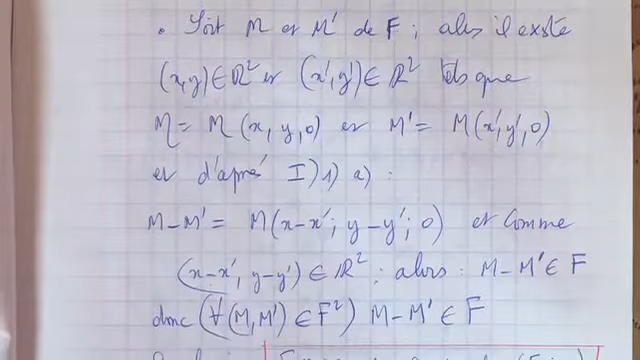 • Soit M et M' de F ; alors il existe
(x,y) ∈ ℝ² et (x',y') ∈ ℝ² tels que
M = M(x, y, 0) et M' = M(x', y', 0)
et d'après I) 1) a) :
M - M' = M(x-x' ; y-y' ; 0) et comme
(x-x', y-y') ∈ ℝ² ; alors : M - M' ∈ F
donc (∀(M,M') ∈ F²) M - M' ∈ F